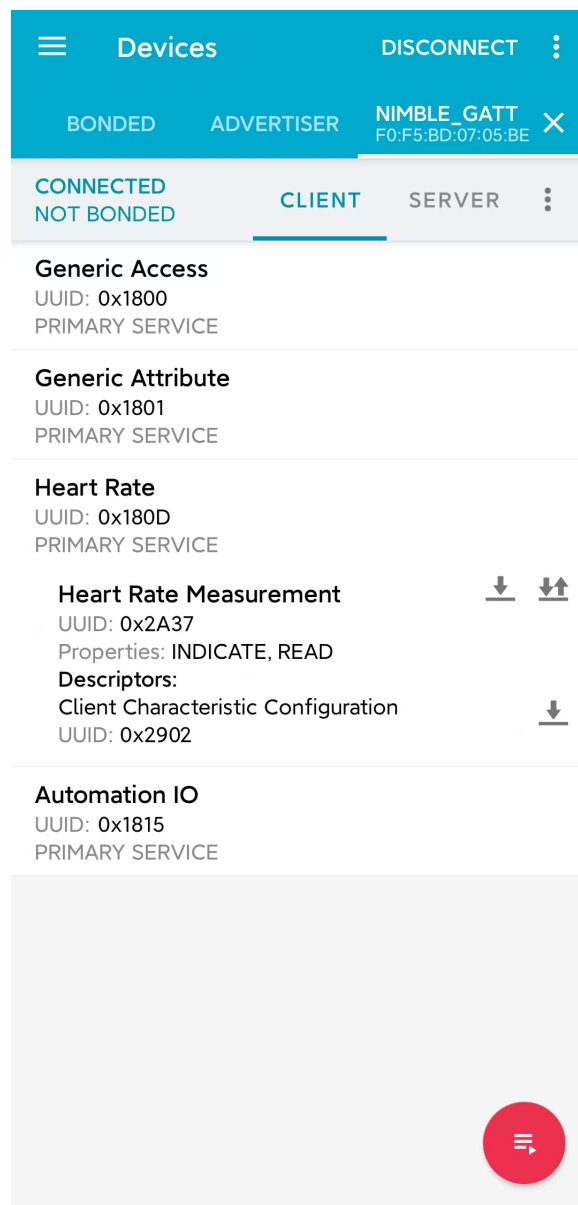 Devices DISCONNECT
BONDED ADVERTISER NIMBLE_GATT
F0:F5:BD:07:05:BE
CONNECTED
NOT BONDED
CLIENT SERVER
Generic Access
UUID: 0x1800
PRIMARY SERVICE
Generic Attribute
UUID: 0x1801
PRIMARY SERVICE
Heart Rate
UUID: 0x180D
PRIMARY SERVICE
Heart Rate Measurement
UUID: 0x2A37
Properties: INDICATE, READ
Descriptors:
Client Characteristic Configuration
UUID: 0x2902
Automation IO
UUID: 0x1815
PRIMARY SERVICE